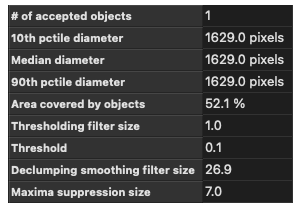 # of accepted objects 1
10th pctile diameter 1629.0 pixels
Median diameter 1629.0 pixels
90th pctile diameter 1629.0 pixels
Area covered by objects 52.1 %
Thresholding filter size 1.0
Threshold 0.1
Declumping smoothing filter size 26.9
Maxima suppression size 7.0